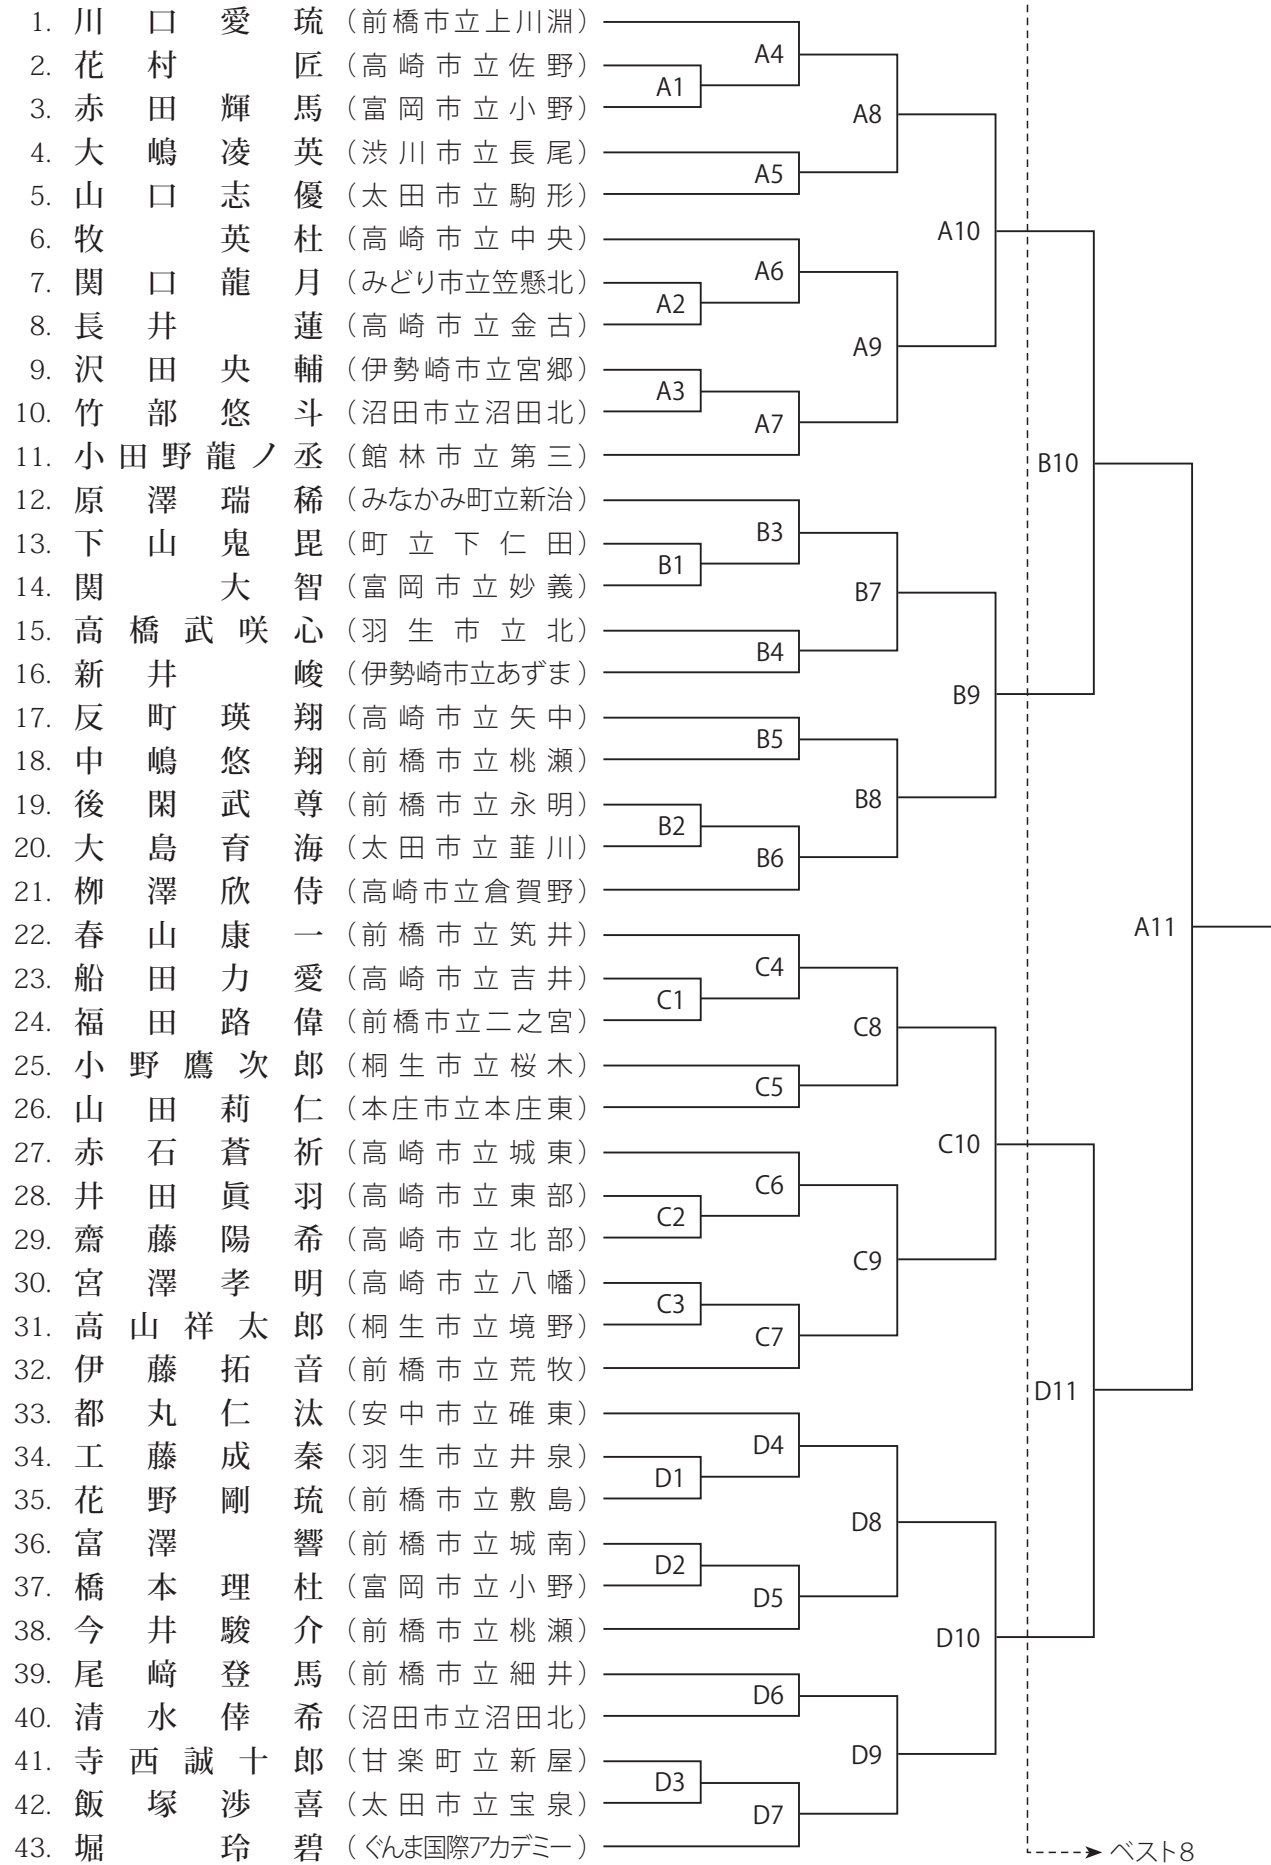 1. 川口愛琉（前橋市立上川淵）
2. 花村匠（高崎市立佐野）
3. 赤田輝馬（富岡市立小野）
4. 大嶋凌英（渋川市立長尾）
5. 山口志優（太田市立駒形）
6. 牧英杜（高崎市立中央）
7. 関口龍月（みどり市立笠懸北）
8. 長井蓮（高崎市立金古）
9. 沢田央輔（伊勢崎市立宮郷）
10. 竹部悠斗（沼田市立沼田北）
11. 小田野龍ノ丞（館林市立第三）
12. 原澤瑞稀（みなかみ町立新治）
13. 下山鬼毘（町立下仁田）
14. 関大智（富岡市立妙義）
15. 高橋武咲心（羽生市立北）
16. 新井峻（伊勢崎市立あずま）
17. 反町瑛翔（高崎市立矢中）
18. 中嶋悠翔（前橋市立桃瀬）
19. 後閑武尊（前橋市立永明）
20. 大島育海（太田市立韮川）
21. 栁澤欣侍（高崎市立倉賀野）
22. 春山康一（前橋市立筑井）
23. 船田力愛（高崎市立吉井）
24. 福田路偉（前橋市立二之宮）
25. 小野鷹次郎（桐生市立桜木）
26. 山田莉仁（本庄市立本庄東）
27. 赤石蒼祈（高崎市立城東）
28. 井田眞羽（高崎市立東部）
29. 齋藤陽希（高崎市立北部）
30. 宮澤孝明（高崎市立八幡）
31. 高山祥太郎（桐生市立境野）
32. 伊藤拓音（前橋市立荒牧）
33. 都丸仁汰（安中市立碓東）
34. 工藤成秦（羽生市立井泉）
35. 花野剛琉（前橋市立敷島）
36. 富澤響（前橋市立城南）
37. 橋本理杜（富岡市立小野）
38. 今井駿介（前橋市立桃瀬）
39. 尾﨑登馬（前橋市立細井）
40. 清水倖希（沼田市立沼田北）
41. 寺西誠十郎（甘楽町立新屋）
42. 飯塚渉喜（太田市立宝泉）
43. 堀玲碧（ぐんま国際アカデミー）
A1
A2
A3
B1
B2
C1
C2
C3
D1
D2
D3
A4
A5
A6
A7
B3
B4
B5
B6
C4
C5
C6
C7
D4
D5
D6
D7
A8
A9
B7
B8
C8
C9
D8
D9
A10
B9
C10
D10
B10
D11
A11
ベスト8